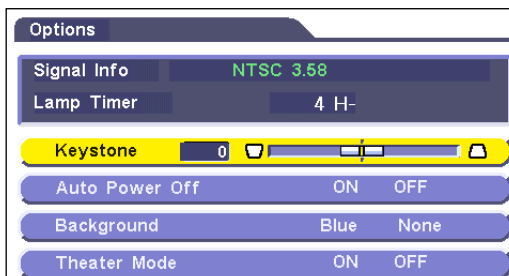 Options
Signal Info NTSC 3.58
Lamp Timer 4 H-
Keystone 0
Auto Power Off ON OFF
Background Blue None
Theater Mode ON OFF